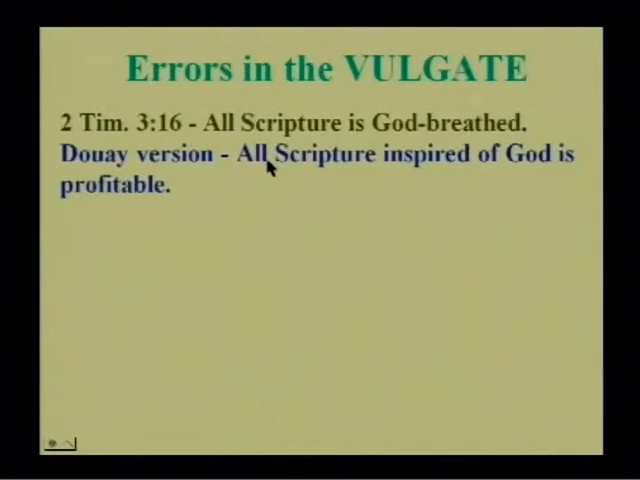 Errors in the VULGATE
2 Tim. 3:16 - All Scripture is God-breathed.
Douay version - All Scripture inspired of God is
profitable.